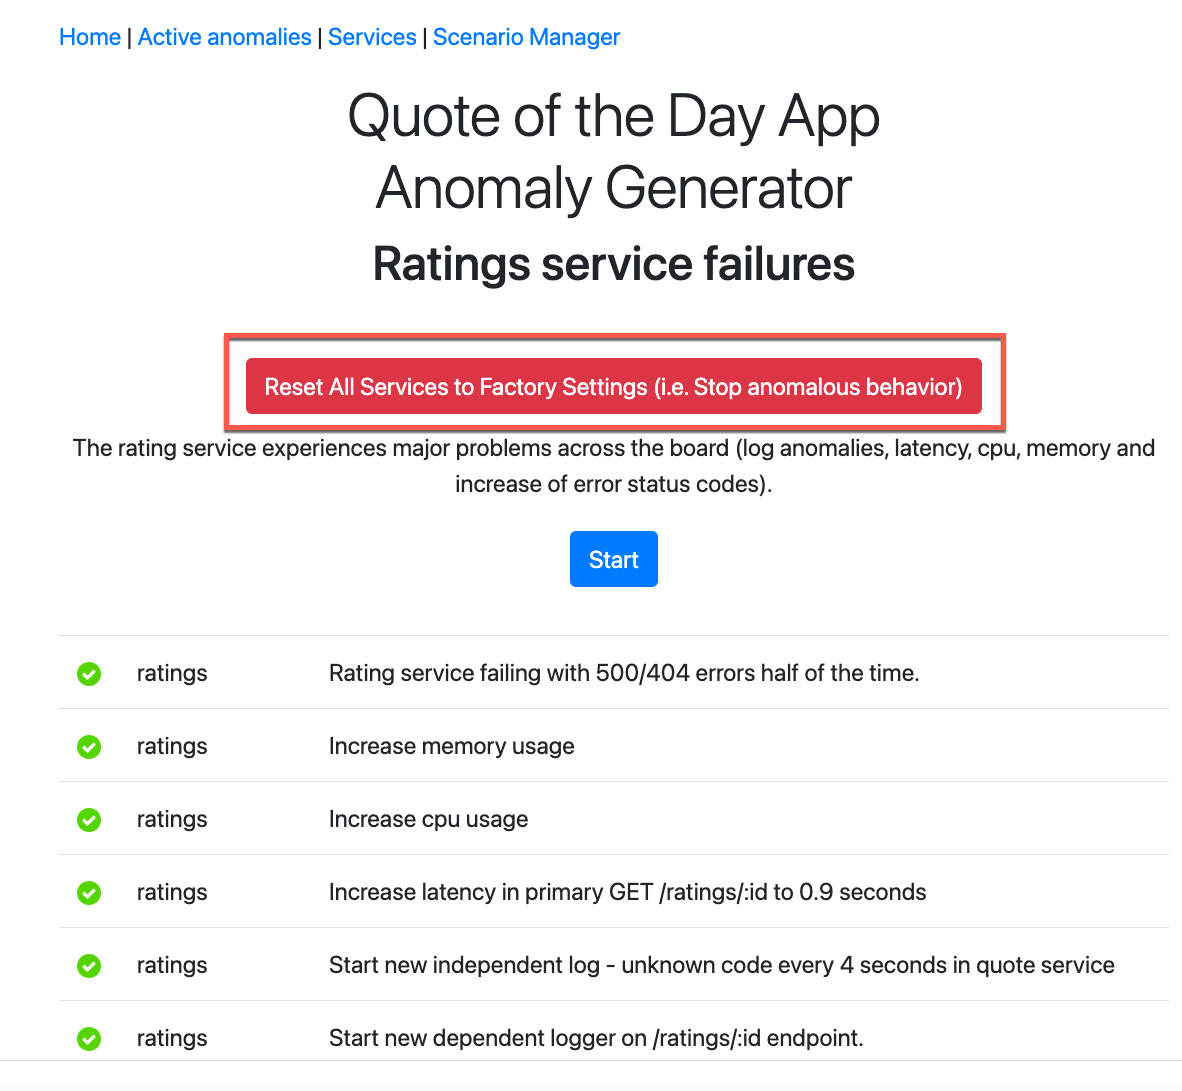 Home | Active anomalies | Services | Scenario Manager
Quote of the Day App
Anomaly Generator
Ratings service failures
Reset All Services to Factory Settings (i.e. Stop anomalous behavior)
The rating service experiences major problems across the board (log anomalies, latency, cpu, memory and
increase of error status codes).
Start
ratings Rating service failing with 500/404 errors half of the time.
ratings Increase memory usage
ratings Increase cpu usage
ratings Increase latency in primary GET /ratings/:id to 0.9 seconds
ratings Start new independent log - unknown code every 4 seconds in quote service
ratings Start new dependent logger on /ratings/:id endpoint.